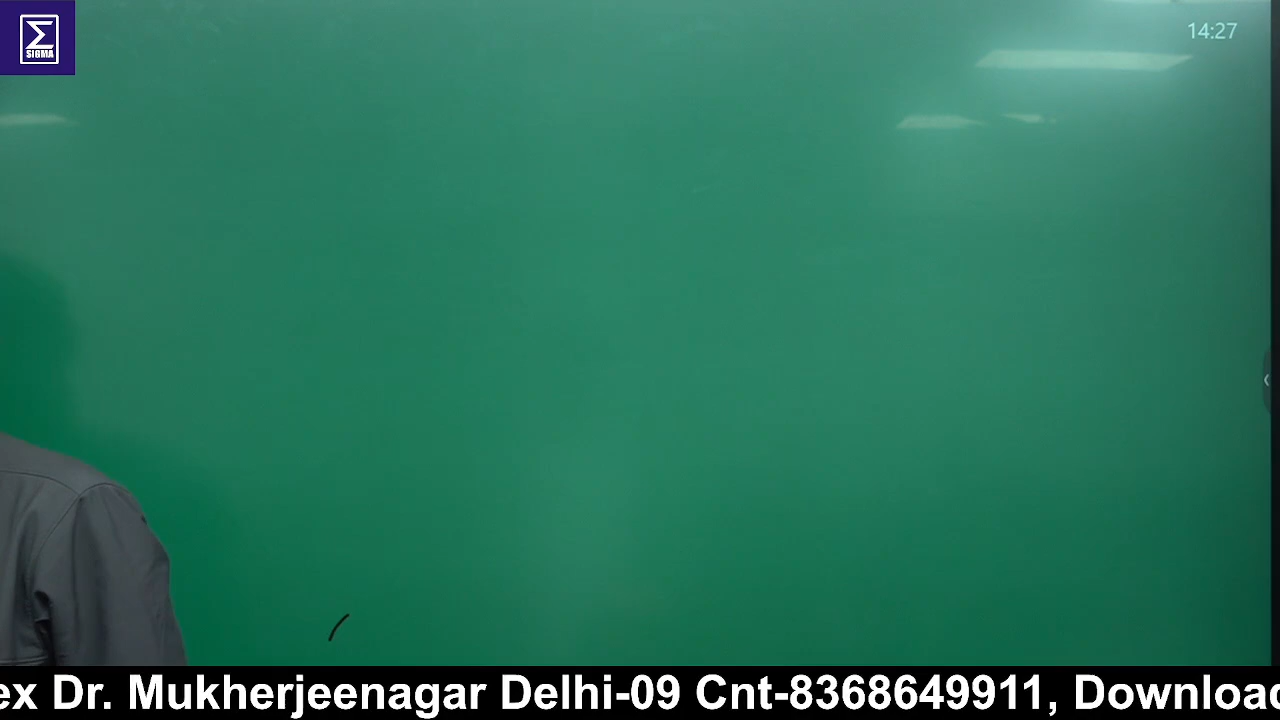 Σ
SIGMA
14:27
ex Dr. Mukherjeenagar Delhi-09 Cnt-8368649911, Download